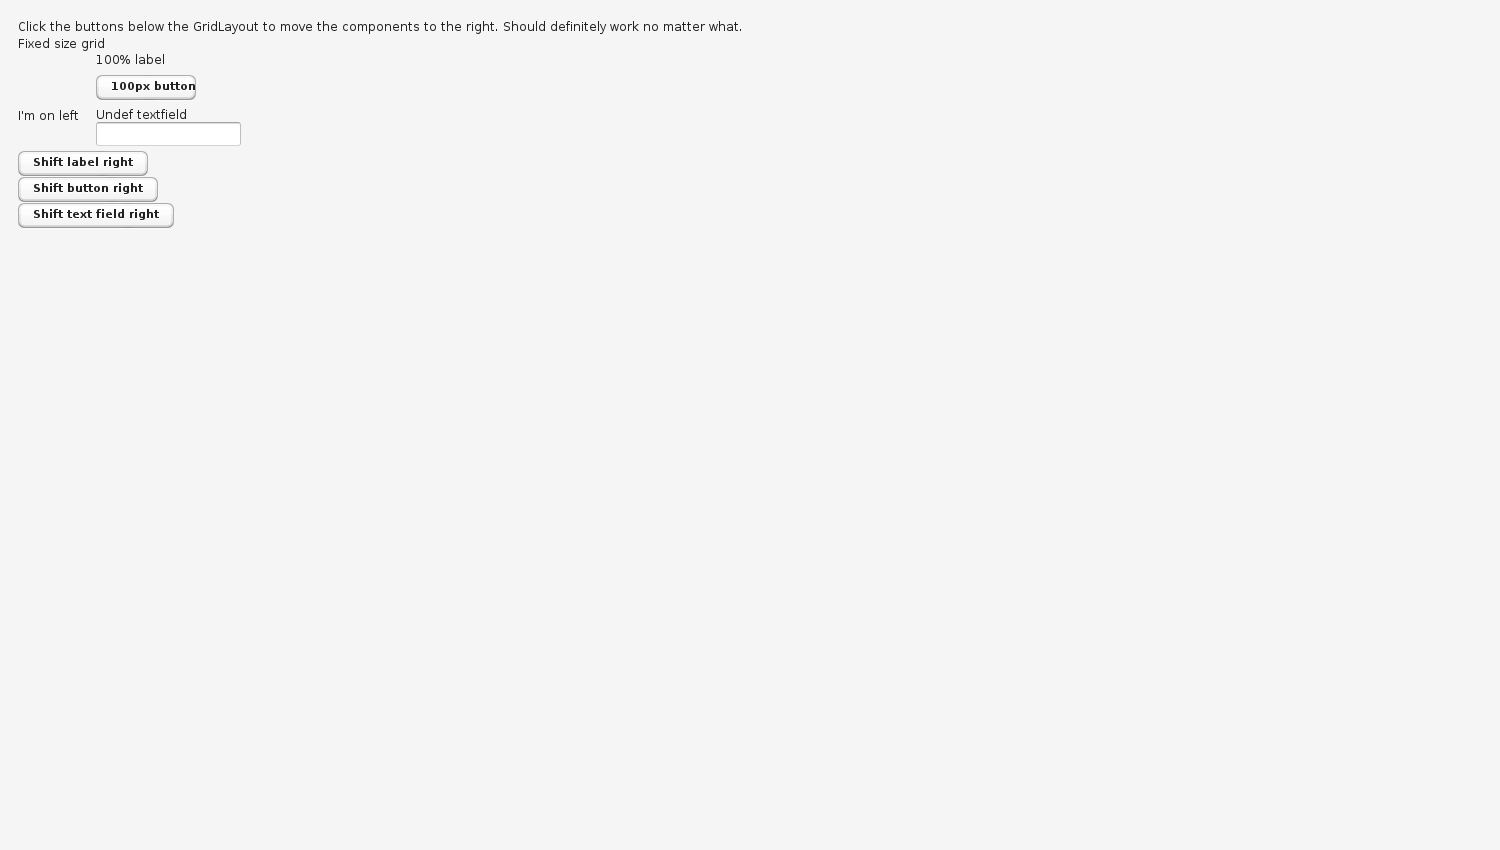 Click the buttons below the GridLayout to move the components to the right. Should definitely work no matter what.
Fixed size grid
100% label
100px button
I'm on left
Undef textfield
Shift label right
Shift button right
Shift text field right